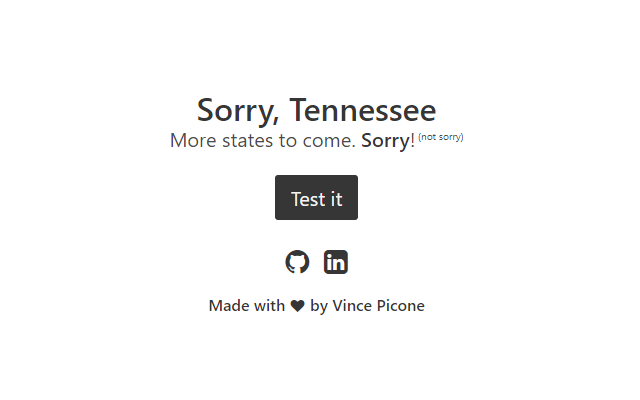 Sorry, Tennessee
More states to come. Sorry! (not sorry)
Test it
in
Made with ❤ by Vince Picone